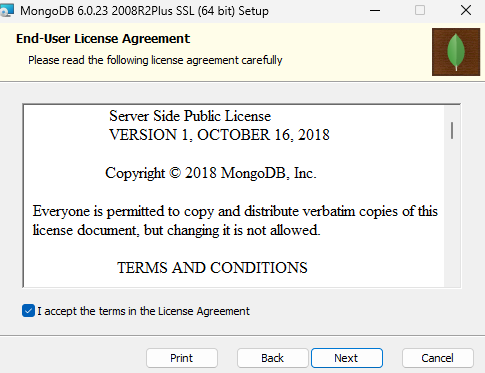 MongoDB 6.0.23 2008R2Plus SSL (64 bit) Setup
End-User License Agreement
Please read the following license agreement carefully
Server Side Public License
VERSION 1, OCTOBER 16, 2018
Copyright © 2018 MongoDB, Inc.
Everyone is permitted to copy and distribute verbatim copies of this
license document, but changing it is not allowed.
TERMS AND CONDITIONS
I accept the terms in the License Agreement
Print
Back
Next
Cancel